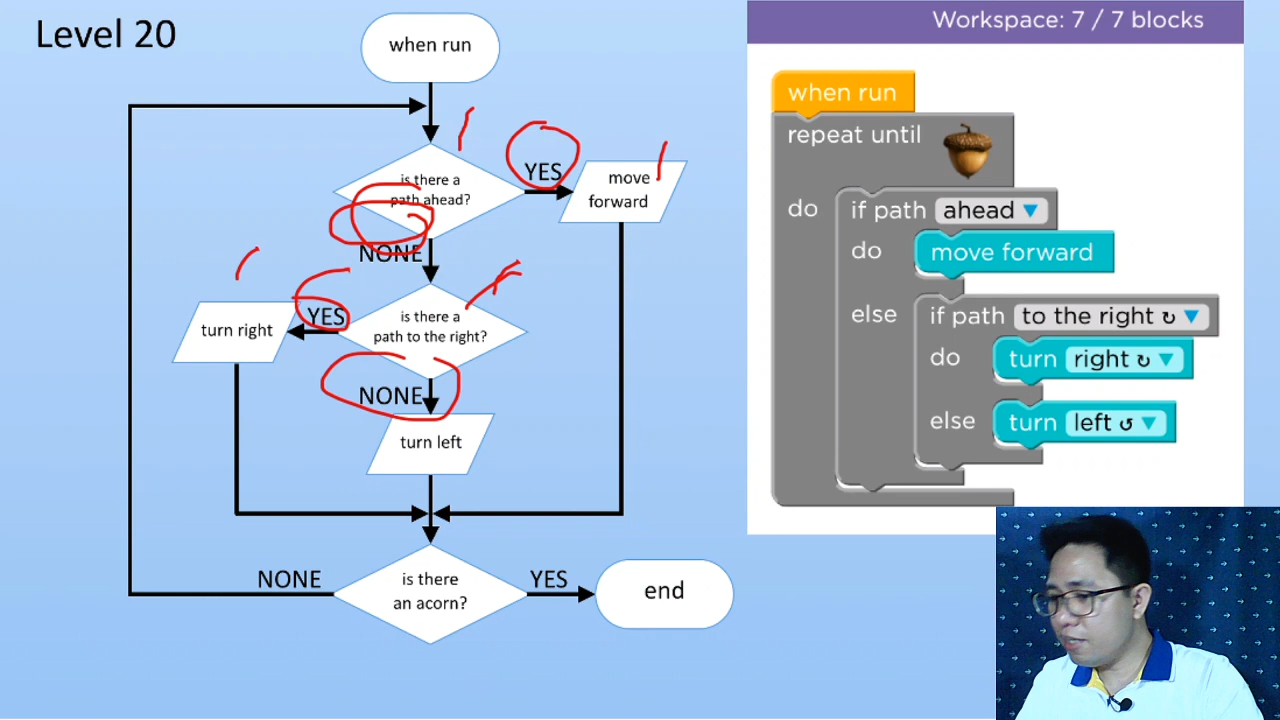 Level 20
when run
is there a
path ahead?
YES
move
forward
NONE
is there a
path to the right?
YES
turn right
NONE
turn left
is there
an acorn?
NONE
YES
end
Workspace: 7 / 7 blocks
when run
repeat until
do
if path ahead
do
move forward
else
if path to the right ↻
do
turn right ↻
else
turn left ↺